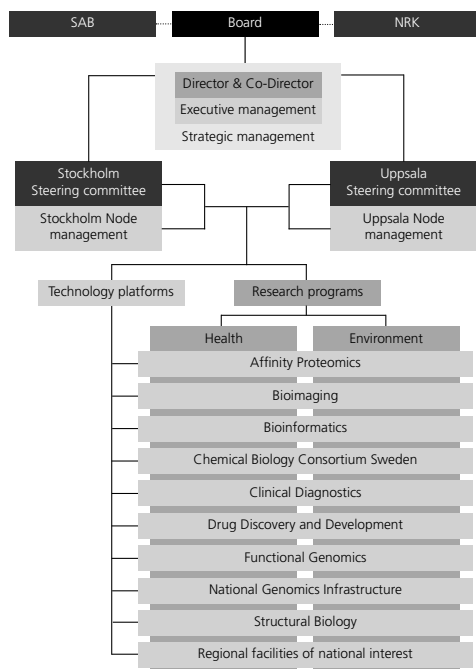 SAB
Board
NRK
Director & Co-Director
Executive management
Strategic management
Stockholm
Steering committee
Stockholm Node
management
Uppsala
Steering committee
Uppsala Node
management
Technology platforms
Research programs
Health
Environment
Affinity Proteomics
Bioimaging
Bioinformatics
Chemical Biology Consortium Sweden
Clinical Diagnostics
Drug Discovery and Development
Functional Genomics
National Genomics Infrastructure
Structural Biology
Regional facilities of national interest